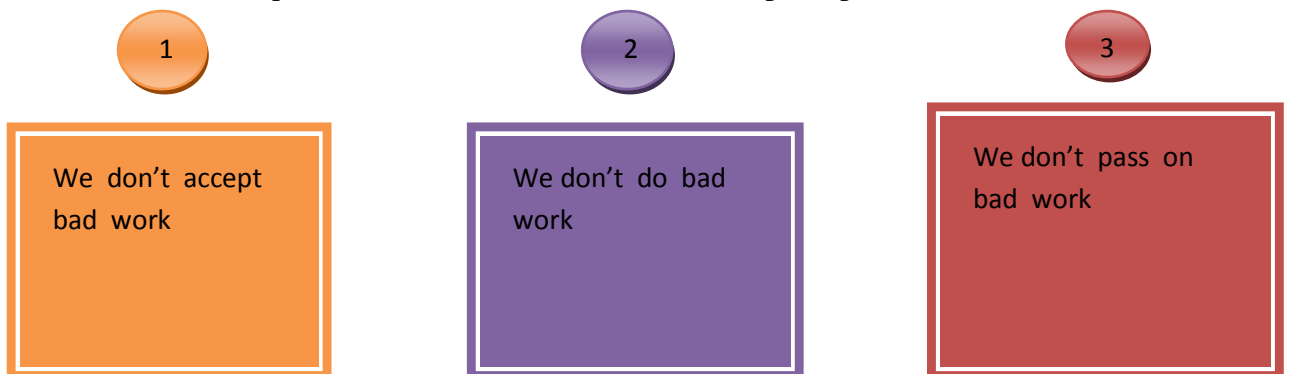 1
We don't accept
bad work
2
We don't do bad
work
3
We don't pass on
bad work